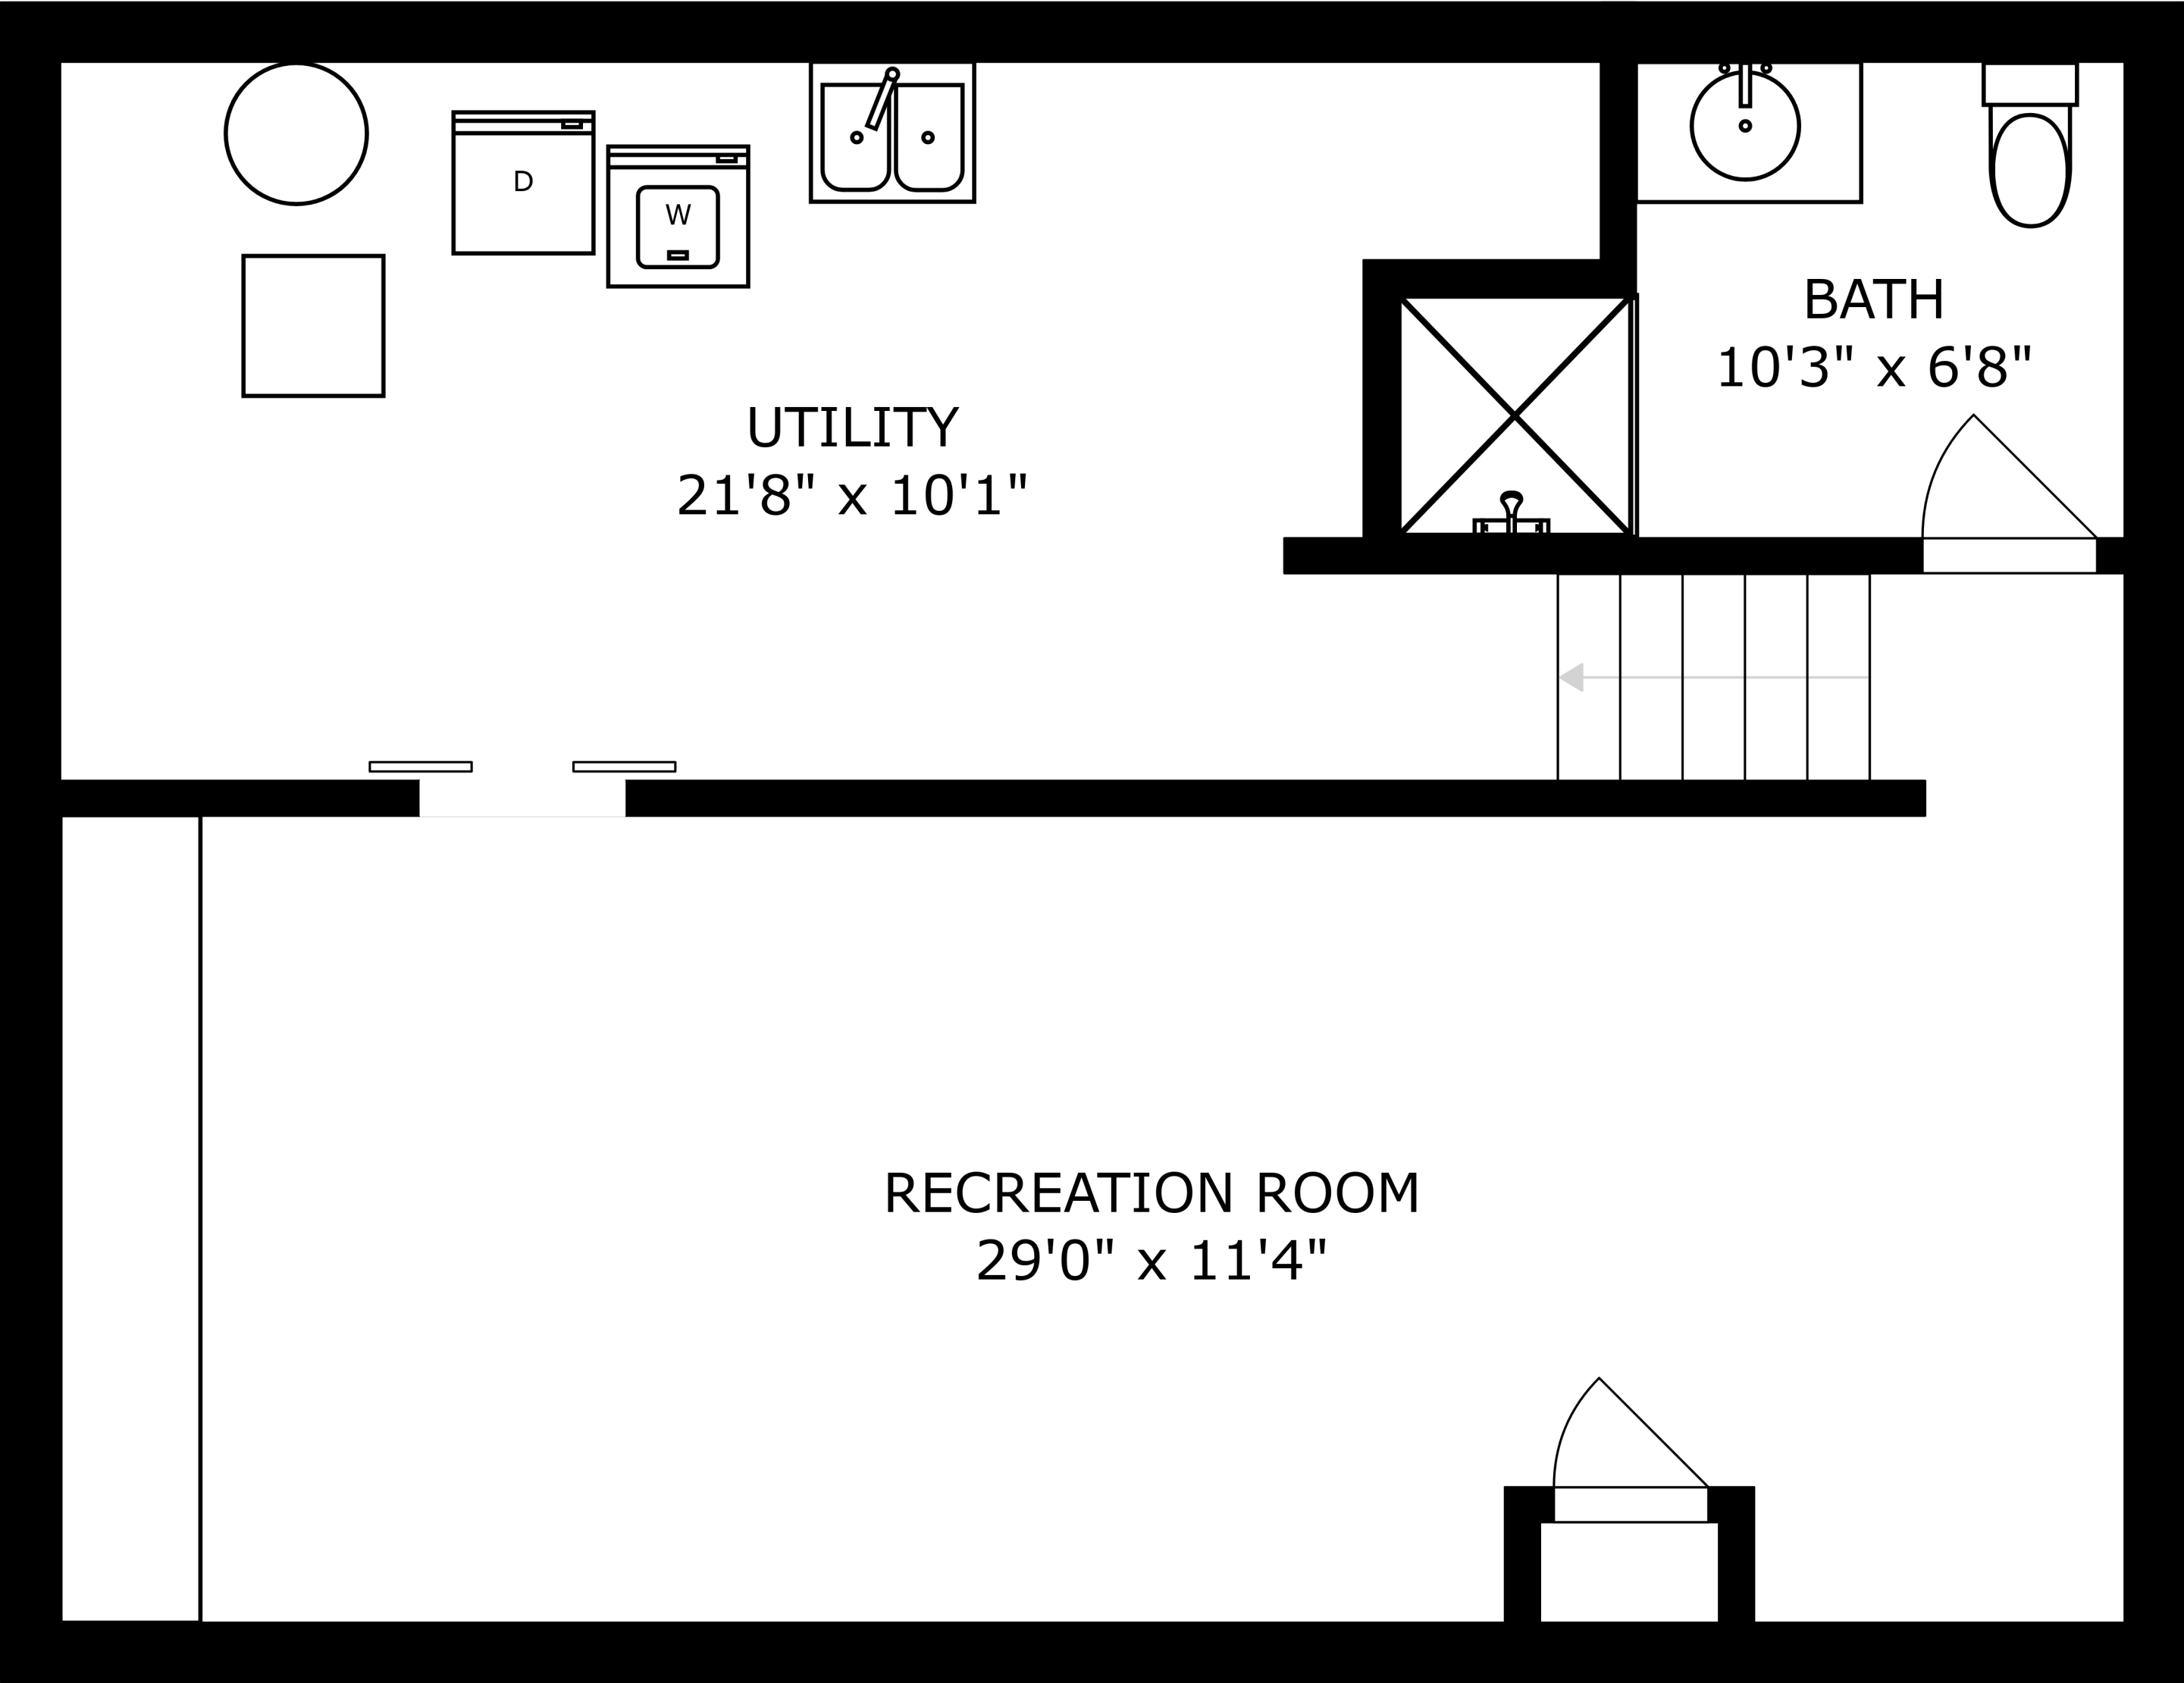 D
W
BATH
10'3" x 6'8"
UTILITY
21'8" x 10'1"
RECREATION ROOM
29'0" x 11'4"